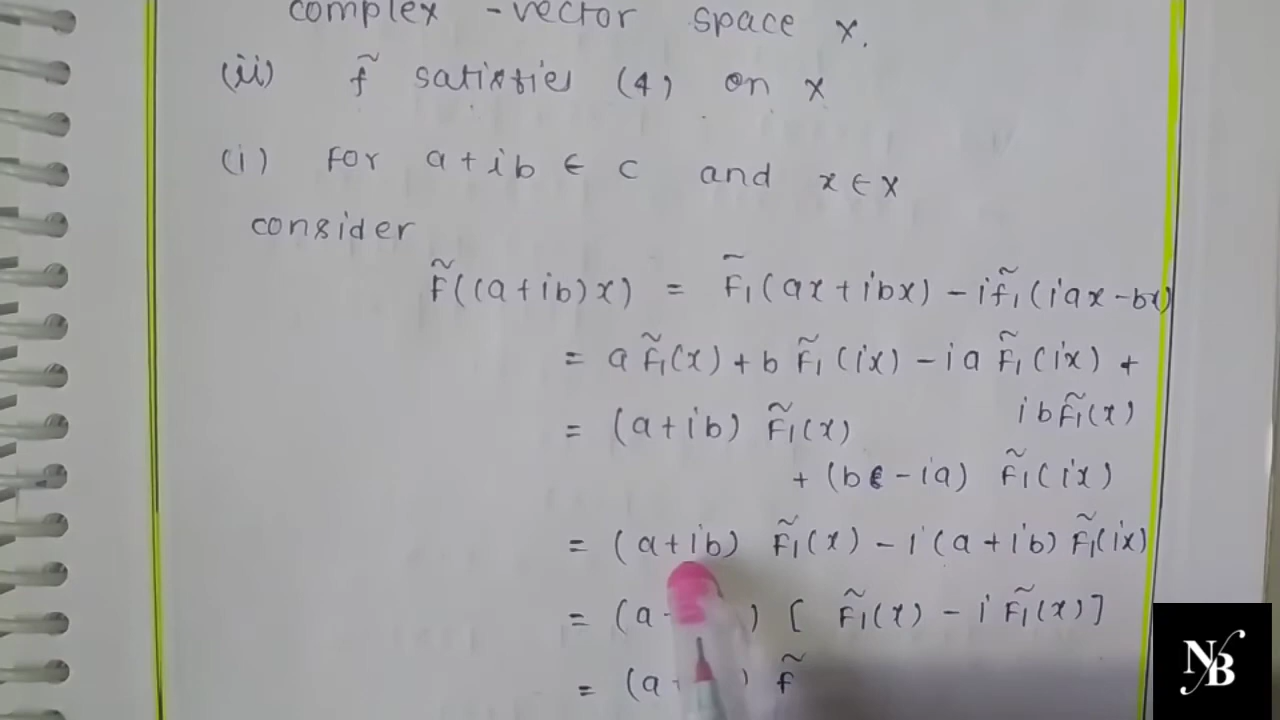 complex -vector space X.
(ii) f̃ satisfies (4) on X
(i) For a+ib ∈ C and x ∈ X
consider
f̃((a+ib)x) = f̃₁(ax+ibx) - if̃₁(iax-bx)
= a f̃₁(x) + b f̃₁(ix) - ia f̃₁(ix) +
ib f̃₁(x)
= (a+ib) f̃₁(x)
+ (b - ia) f̃₁(ix)
= (a+ib) f̃₁(x) - i(a+ib) f̃₁(ix)
= (a ) [ f̃₁(x) - i f̃₁(x)]
= (a+ ) f̃
NB